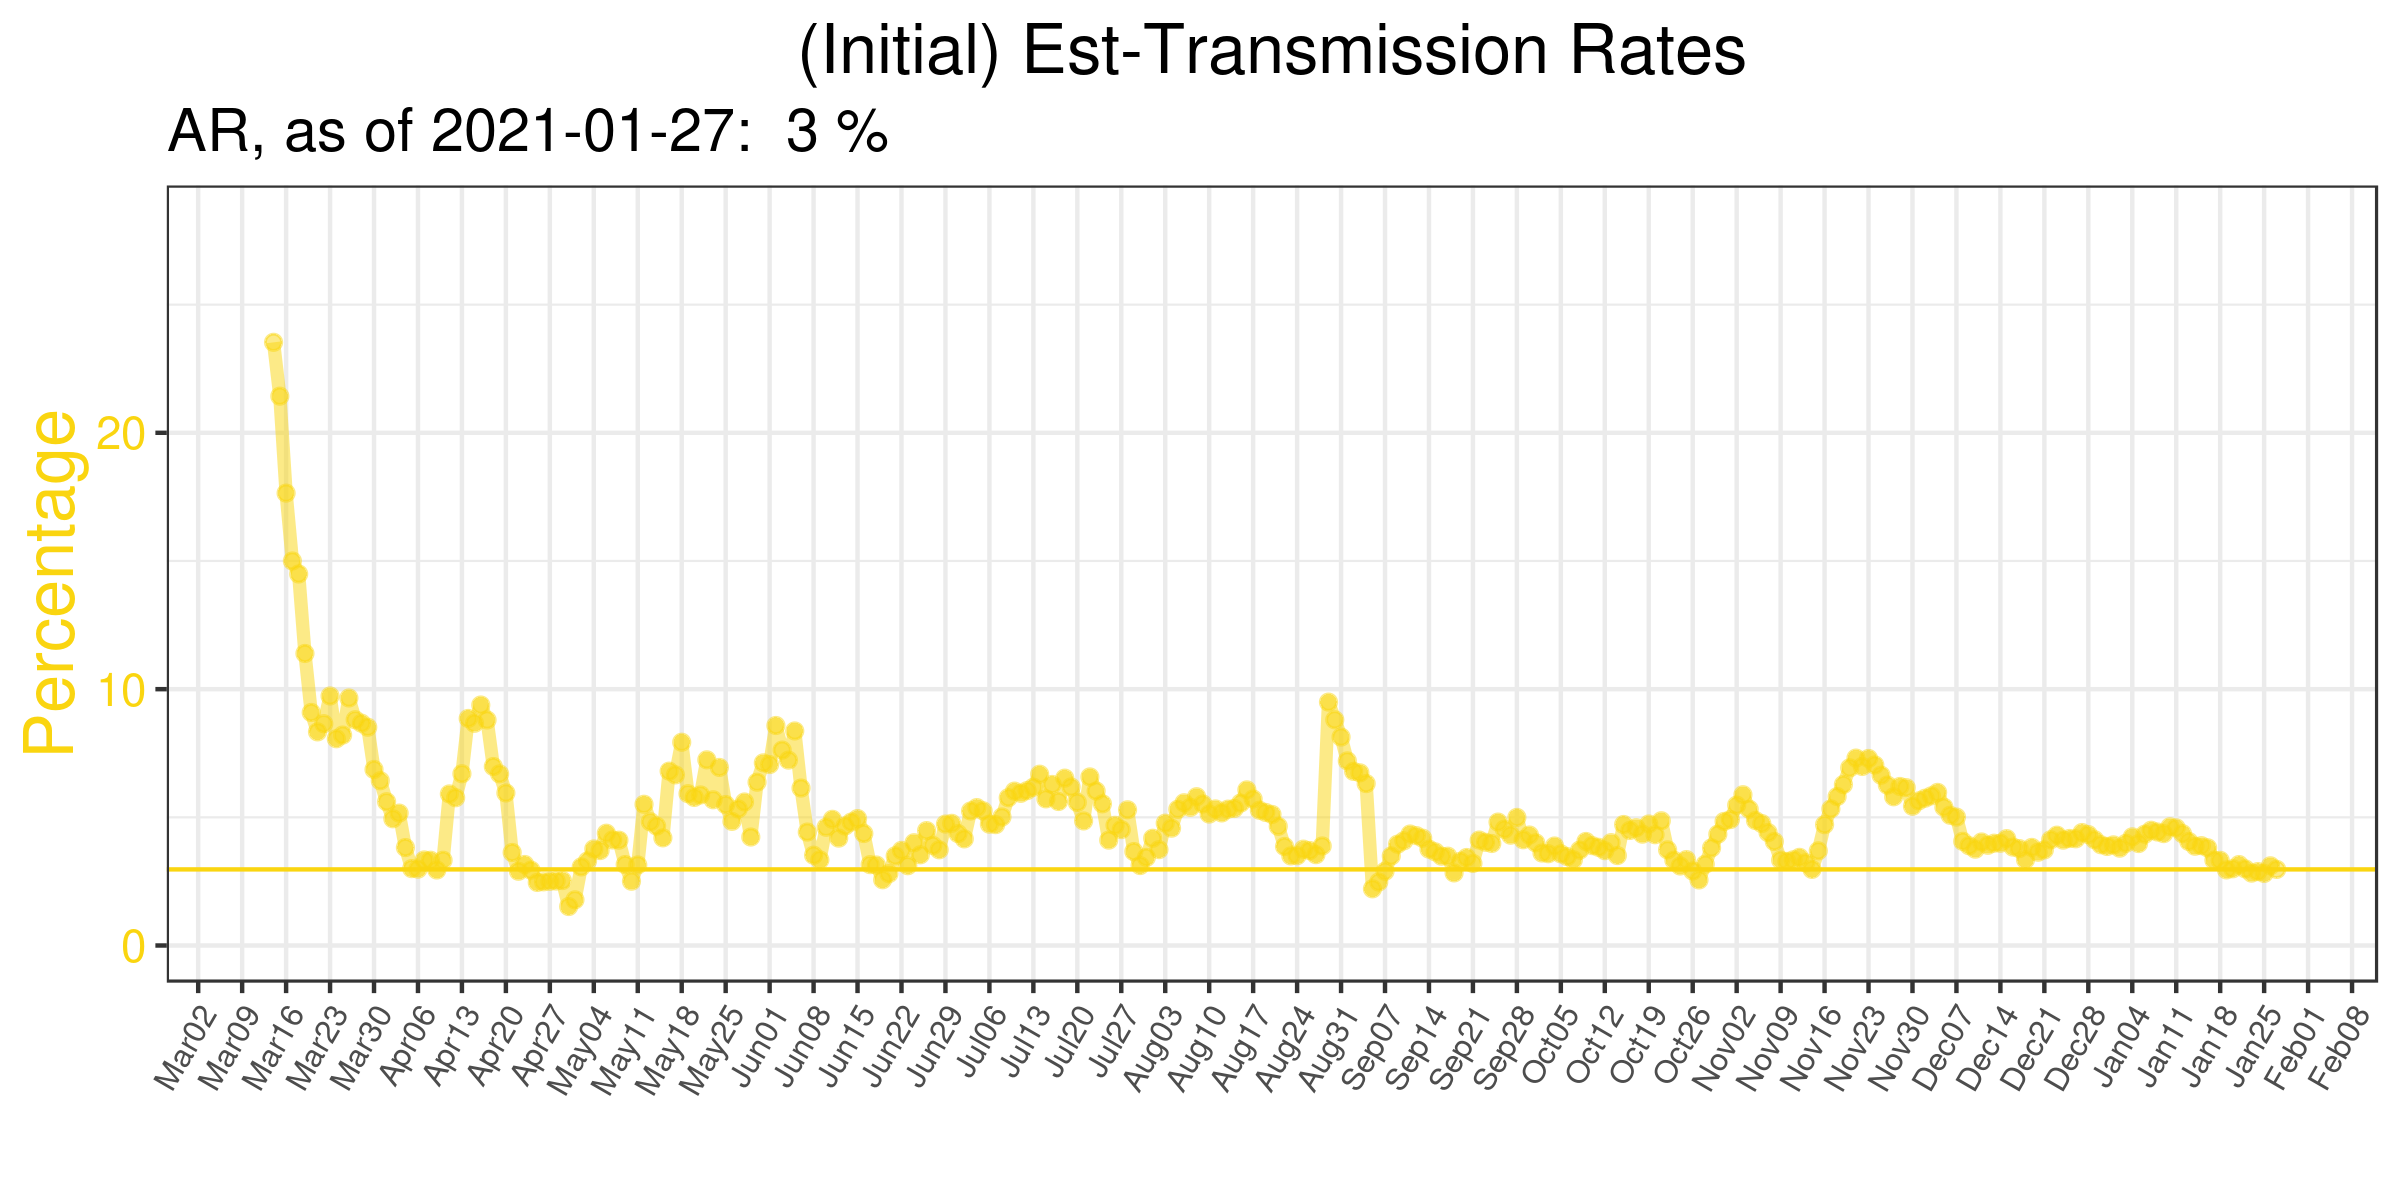 (Initial) Est-Transmission Rates
AR, as of 2021-01-27:  3 %
Percentage
20
10
0
Mar02
Mar09
Mar16
Mar23
Mar30
Apr06
Apr13
Apr20
Apr27
May04
May11
May18
May25
Jun01
Jun08
Jun15
Jun22
Jun29
Jul06
Jul13
Jul20
Jul27
Aug03
Aug10
Aug17
Aug24
Aug31
Sep07
Sep14
Sep21
Sep28
Oct05
Oct12
Oct19
Oct26
Nov02
Nov09
Nov16
Nov23
Nov30
Dec07
Dec14
Dec21
Dec28
Jan04
Jan11
Jan18
Jan25
Feb01
Feb08